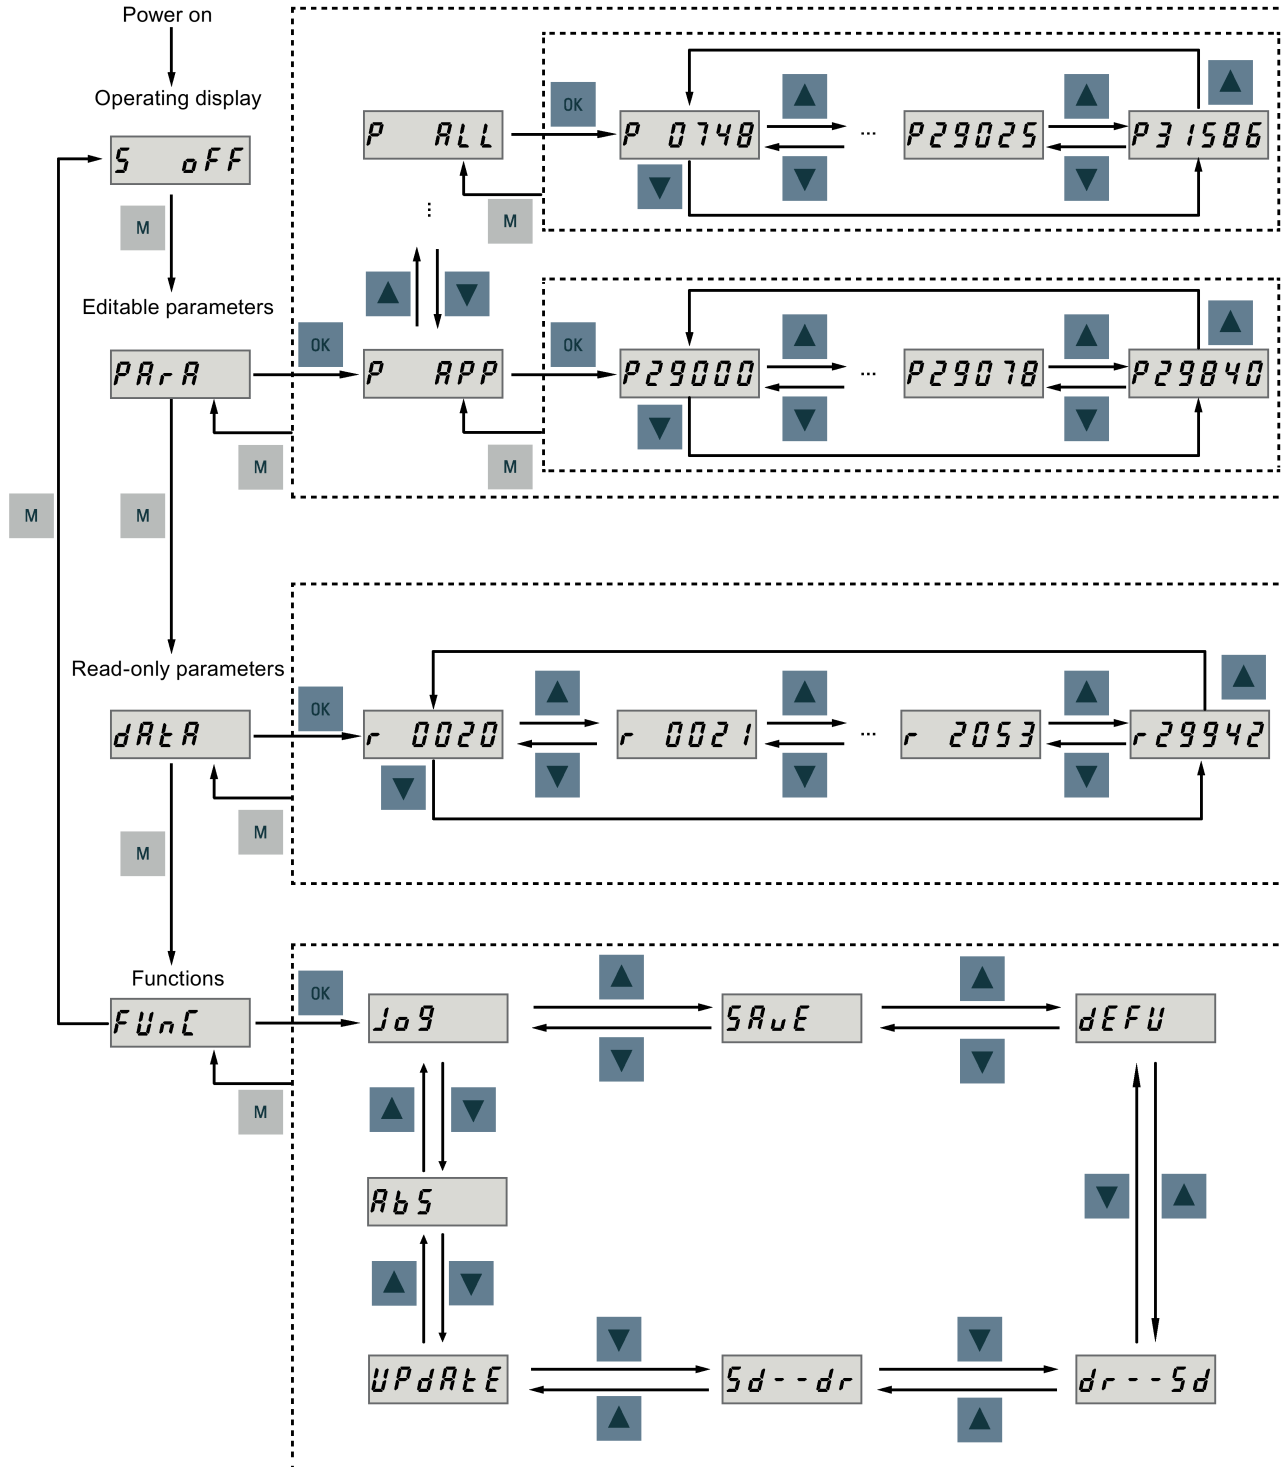 Power on
Operating display
S oFF
M
Editable parameters
PArA
M
M
Read-only parameters
dAtA
M
Functions
FUnC
OK
M
P ALL
OK
P 0748
...
P29025
P31586
M
...
P APP
OK
P29000
...
P29078
P29840
M
OK
M
r 0020
r 0021
...
r 2053
r29942
OK
M
Jog
SAvE
dEFU
AbS
UPdAtE
Sd--dr
dr--Sd